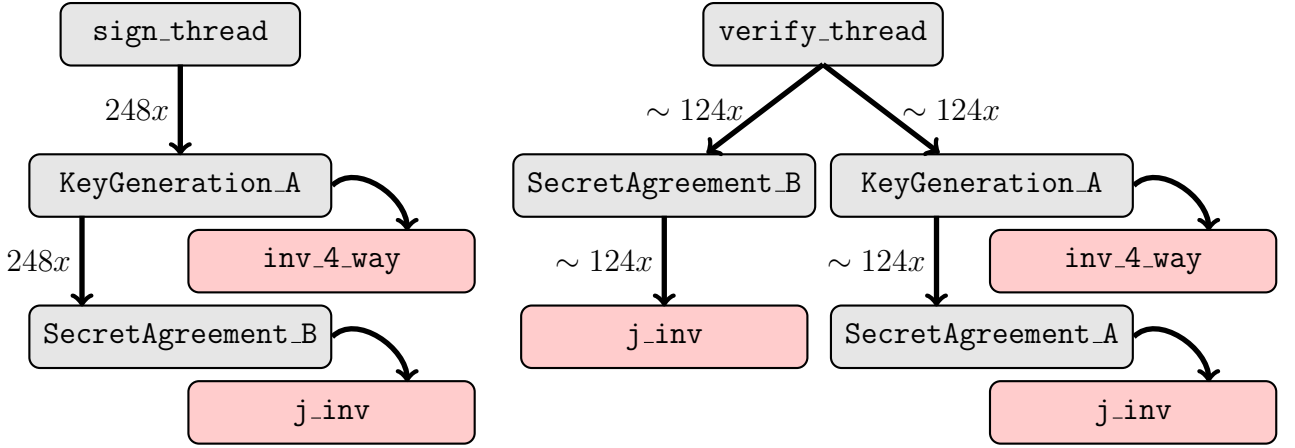 sign_thread
248x
KeyGeneration_A
inv_4_way
248x
SecretAgreement_B
j_inv
verify_thread
∼ 124x
∼ 124x
SecretAgreement_B
∼ 124x
j_inv
KeyGeneration_A
inv_4_way
∼ 124x
SecretAgreement_A
j_inv